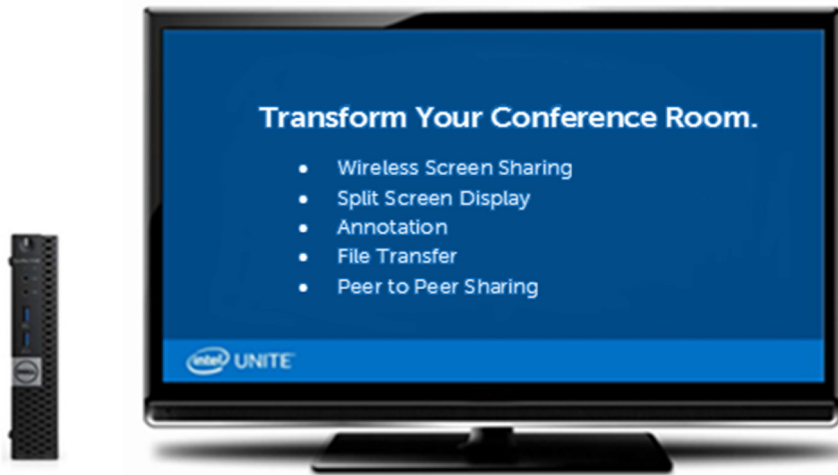 Transform Your Conference Room.
• Wireless Screen Sharing
• Split Screen Display
• Annotation
• File Transfer
• Peer to Peer Sharing
intel UNITE
DELL